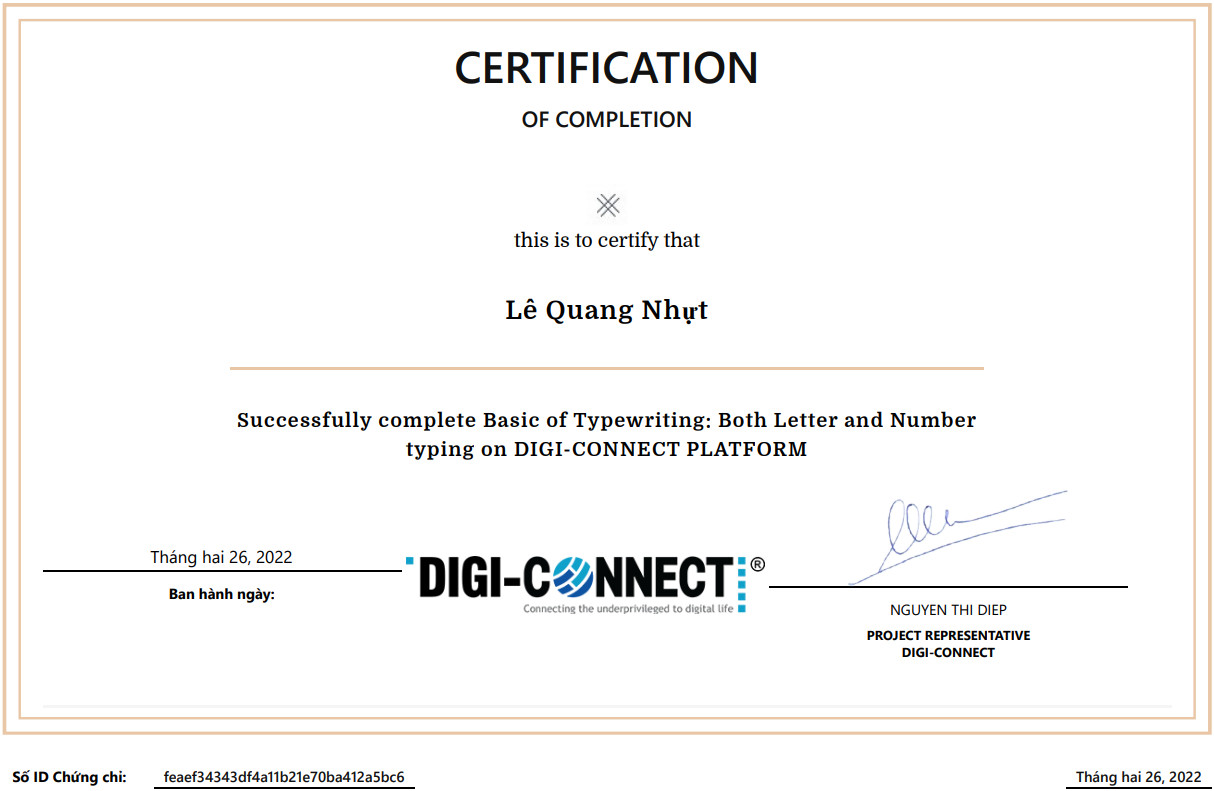 CERTIFICATION
OF COMPLETION
this is to certify that
Lê Quang Nhựt
Successfully complete Basic of Typewriting: Both Letter and Number
typing on DIGI-CONNECT PLATFORM
Tháng hai 26, 2022
Ban hành ngày:
DIGI-CONNECT®
Connecting the underprivileged to digital life
NGUYEN THI DIEP
PROJECT REPRESENTATIVE
DIGI-CONNECT
Số ID Chứng chỉ: feaef34343df4a11b21e70ba412a5bc6 Tháng hai 26, 2022